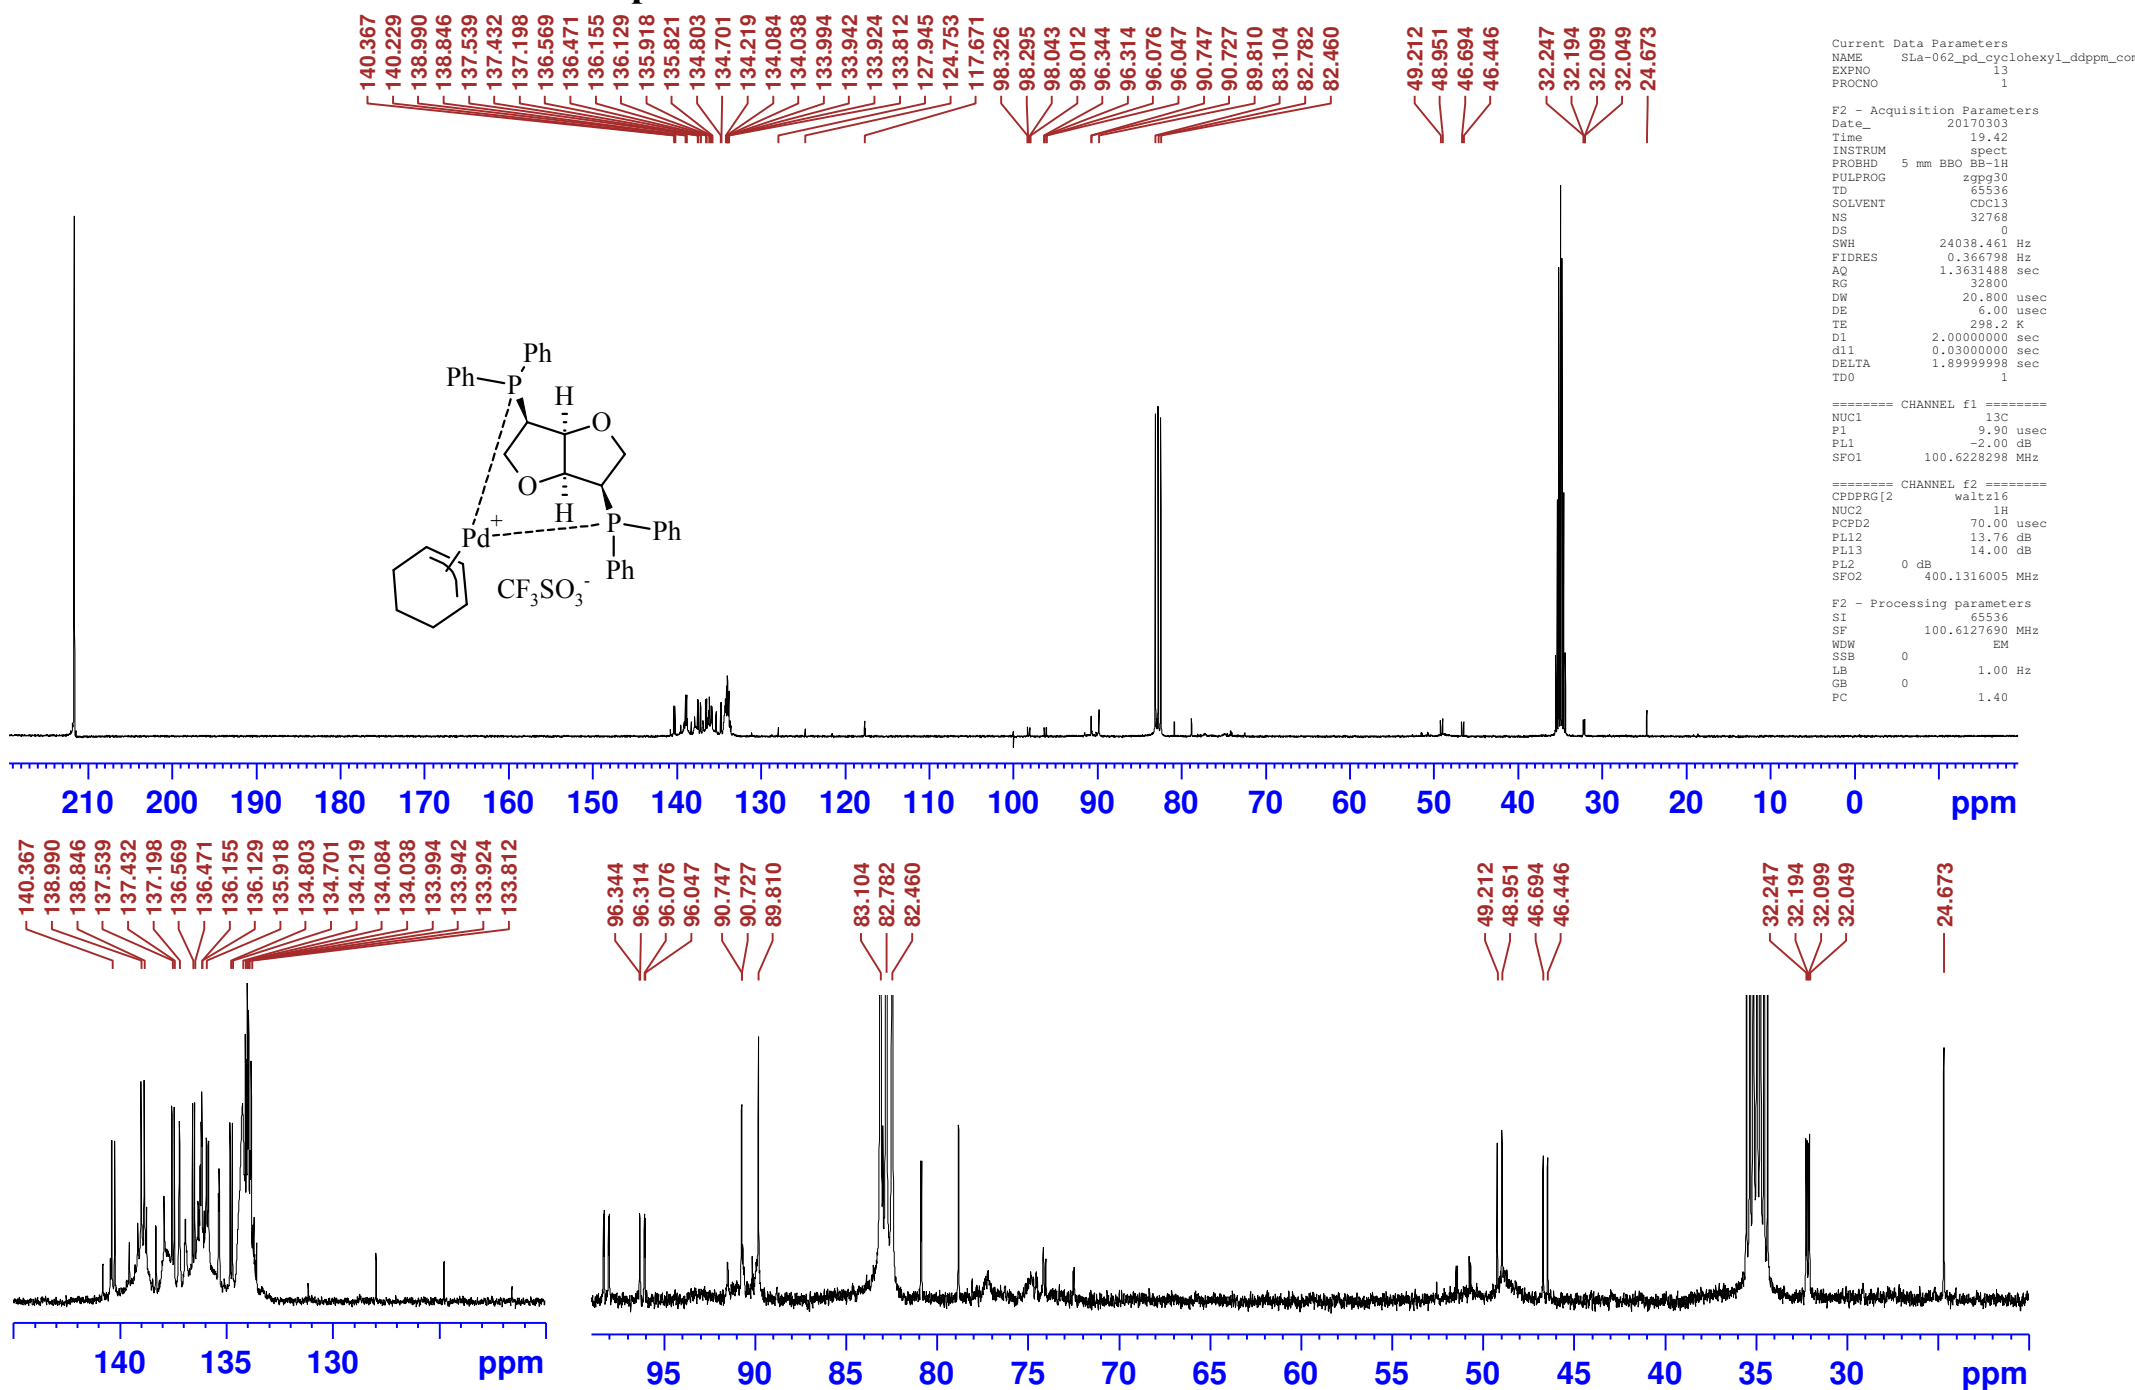 p
140.367
140.229
138.990
138.846
137.539
137.432
137.198
136.569
136.471
136.155
136.129
135.918
135.821
134.803
134.701
134.219
134.084
134.038
133.994
133.942
133.924
133.812
127.945
124.753
117.671
98.326
98.295
98.043
98.012
96.344
96.314
96.076
96.047
90.747
90.727
89.810
83.104
82.782
82.460
49.212
48.951
46.694
46.446
32.247
32.194
32.099
32.049
24.673
Current Data Parameters
NAME SLa-062_pd_cyclohexyl_ddppm_com
EXPNO 13
PROCNO 1
F2 - Acquisition Parameters
Date_ 20170303
Time 19.42
INSTRUM spect
PROBHD 5 mm BBO BB-1H
PULPROG zgpg30
TD 65536
SOLVENT CDCl3
NS 32768
DS 0
SWH 24038.461 Hz
FIDRES 0.366798 Hz
AQ 1.3631488 sec
RG 32800
DW 20.800 usec
DE 6.00 usec
TE 298.2 K
D1 2.00000000 sec
d11 0.03000000 sec
DELTA 1.89999998 sec
TD0 1
======== CHANNEL f1 ========
NUC1 13C
P1 9.90 usec
PL1 -2.00 dB
SFO1 100.6228298 MHz
======== CHANNEL f2 ========
CPDPRG[2 waltz16
NUC2 1H
PCPD2 70.00 usec
PL12 13.76 dB
PL13 14.00 dB
PL2 0 dB
SFO2 400.1316005 MHz
F2 - Processing parameters
SI 65536
SF 100.6127690 MHz
WDW EM
SSB 0
LB 1.00 Hz
GB 0
PC 1.40
Ph
Ph P
H
O
O
H
P Ph
Pd+
Ph
CF3SO3-
210 200 190 180 170 160 150 140 130 120 110 100 90 80 70 60 50 40 30 20 10 0 ppm
140.367
138.990
138.846
137.539
137.432
137.198
136.569
136.471
136.155
136.129
135.918
134.803
134.701
134.219
134.084
134.038
133.994
133.942
133.924
133.812
96.344
96.314
96.076
96.047
90.747
90.727
89.810
83.104
82.782
82.460
49.212
48.951
46.694
46.446
32.247
32.194
32.099
32.049
24.673
140 135 130 ppm
95 90 85 80 75 70 65 60 55 50 45 40 35 30 ppm